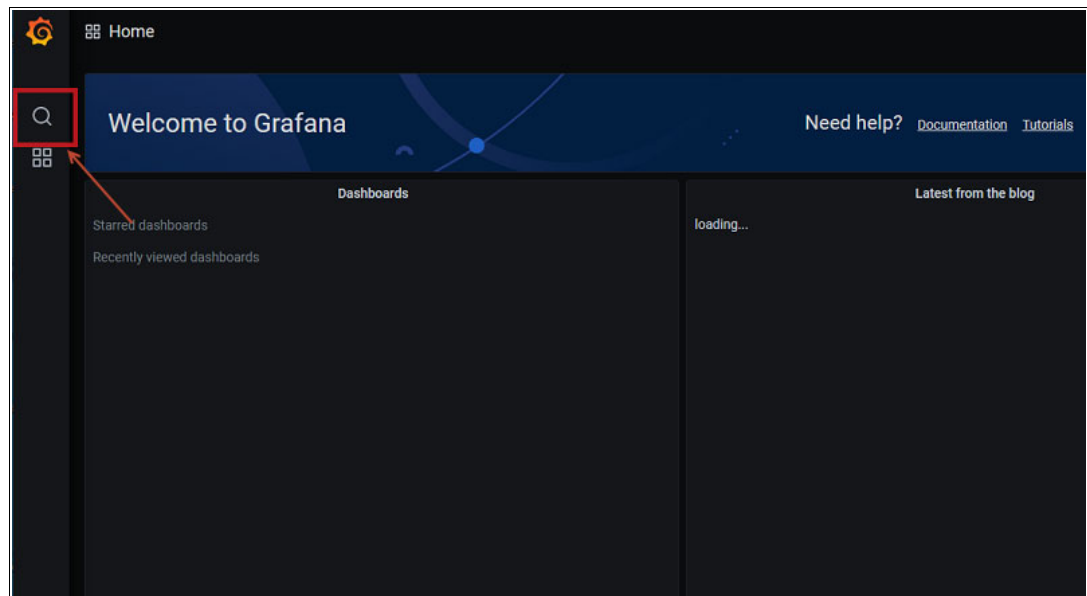 Home
Welcome to Grafana
Need help? Documentation Tutorials
Dashboards
Starred dashboards
Recently viewed dashboards
Latest from the blog
loading...